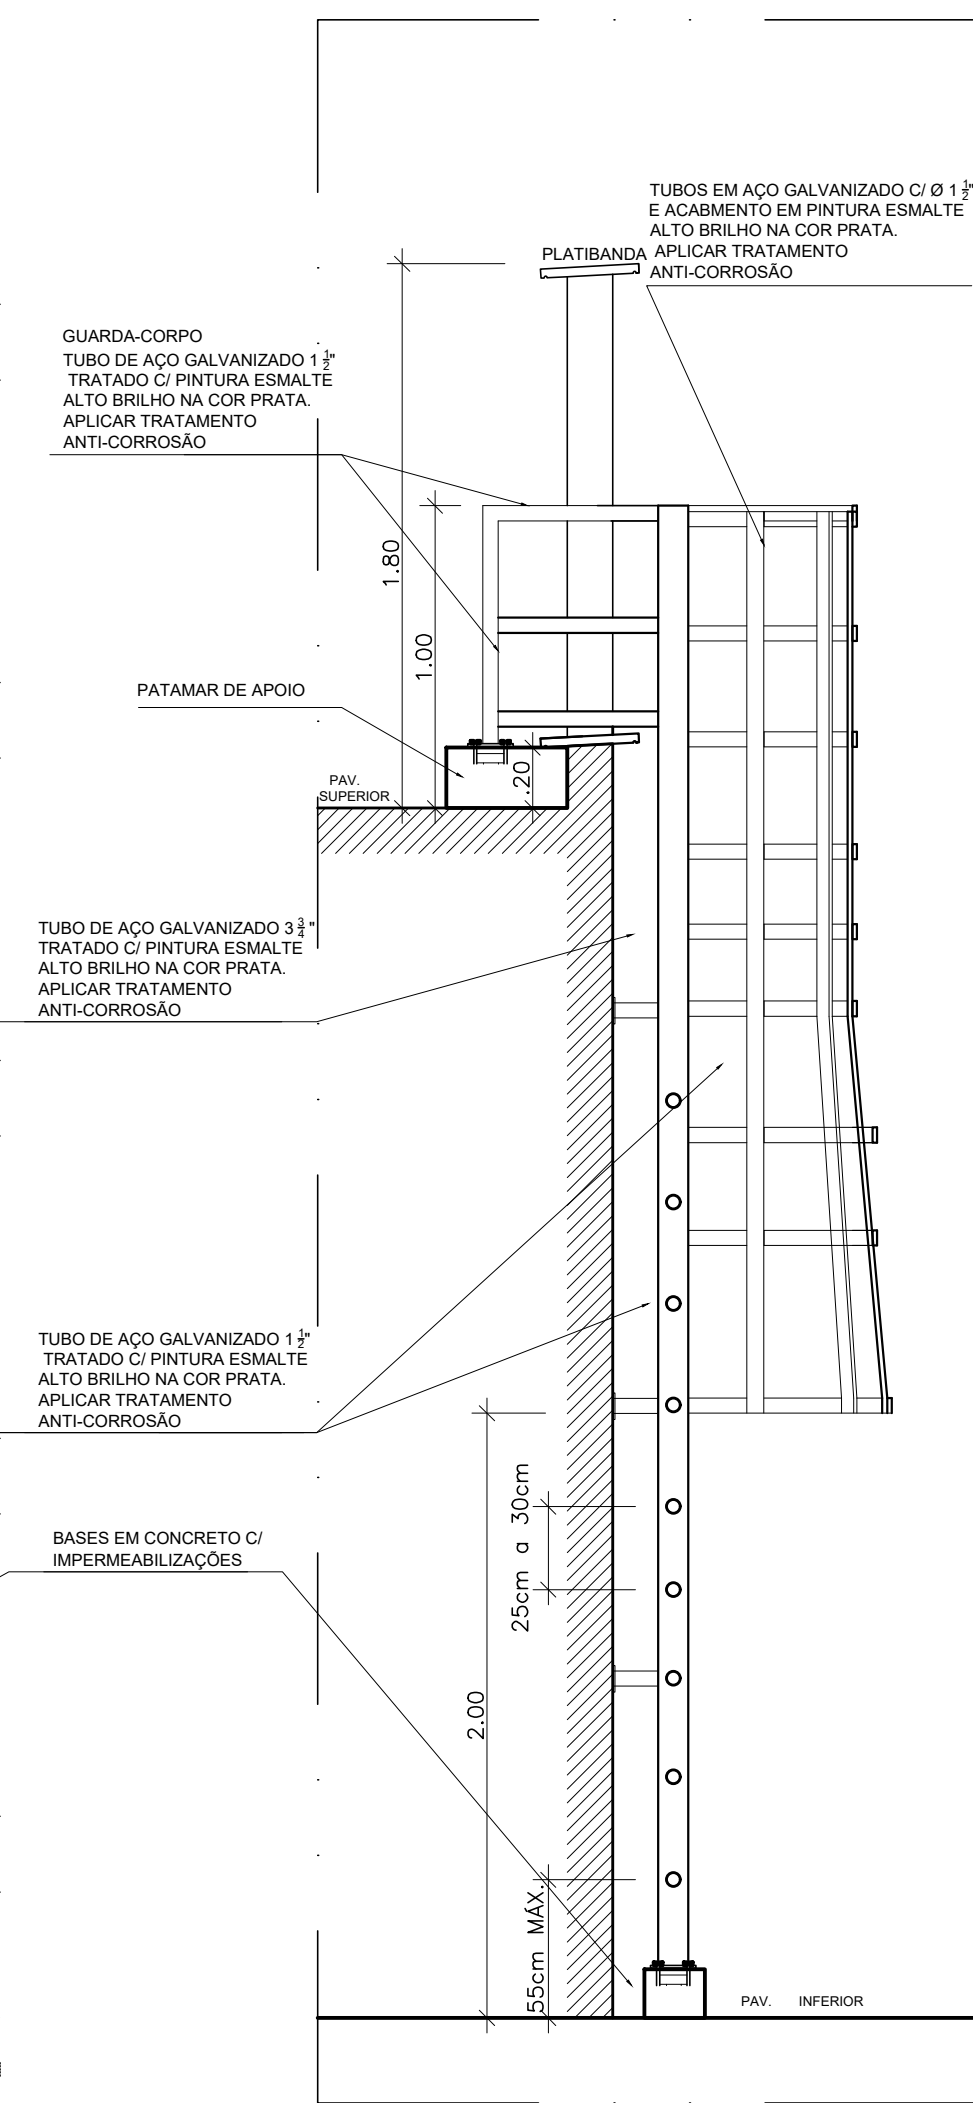 TUBOS EM AÇO GALVANIZADO C/ Ø 1 1/2"
E ACABMENTO EM PINTURA ESMALTE
ALTO BRILHO NA COR PRATA.
APLICAR TRATAMENTO
ANTI-CORROSÃO
PLATIBANDA
GUARDA-CORPO
TUBO DE AÇO GALVANIZADO 1 1/2"
TRATADO C/ PINTURA ESMALTE
ALTO BRILHO NA COR PRATA.
APLICAR TRATAMENTO
ANTI-CORROSÃO
1.80
1.00
PATAMAR DE APOIO
.20
PAV.
SUPERIOR
TUBO DE AÇO GALVANIZADO 3 3/4"
TRATADO C/ PINTURA ESMALTE
ALTO BRILHO NA COR PRATA.
APLICAR TRATAMENTO
ANTI-CORROSÃO
TUBO DE AÇO GALVANIZADO 1 1/2"
TRATADO C/ PINTURA ESMALTE
ALTO BRILHO NA COR PRATA.
APLICAR TRATAMENTO
ANTI-CORROSÃO
25cm a 30cm
BASES EM CONCRETO C/
IMPERMEABILIZAÇÕES
2.00
55cm MÁX.
PAV. INFERIOR